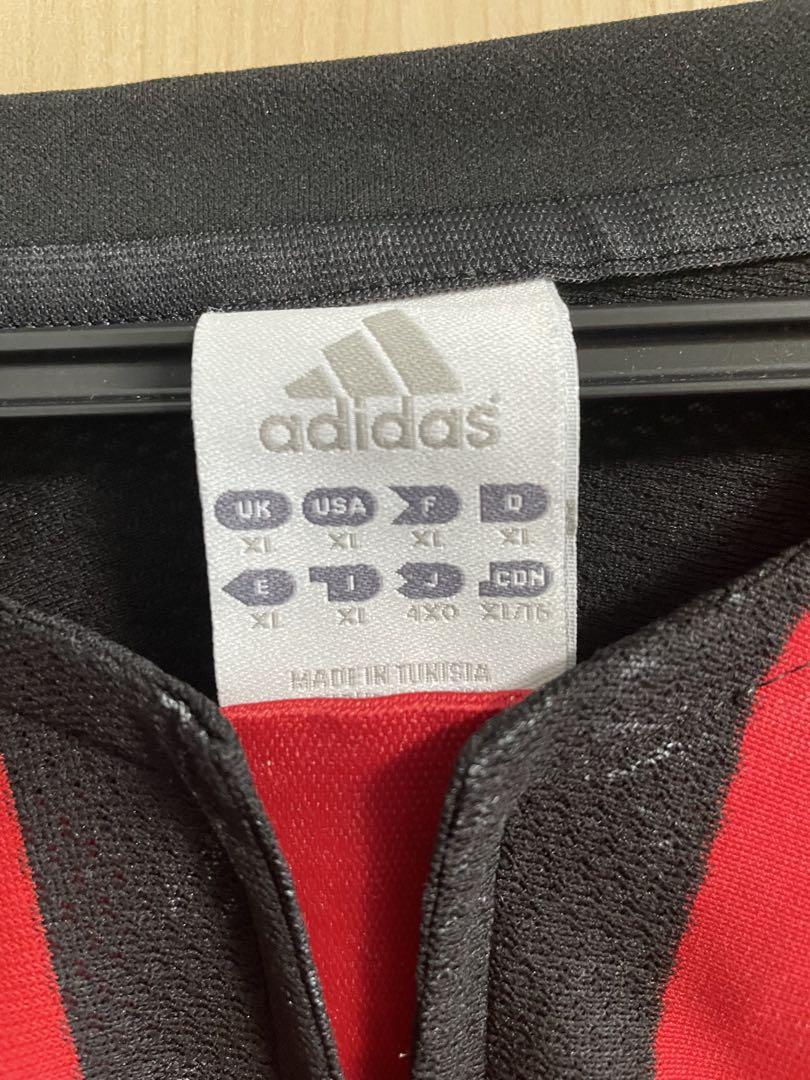 adidas
UK USA F D
XL XL XL XL
E I J CDN
XL XL 4XO XL/16
MADE IN TUNISIA